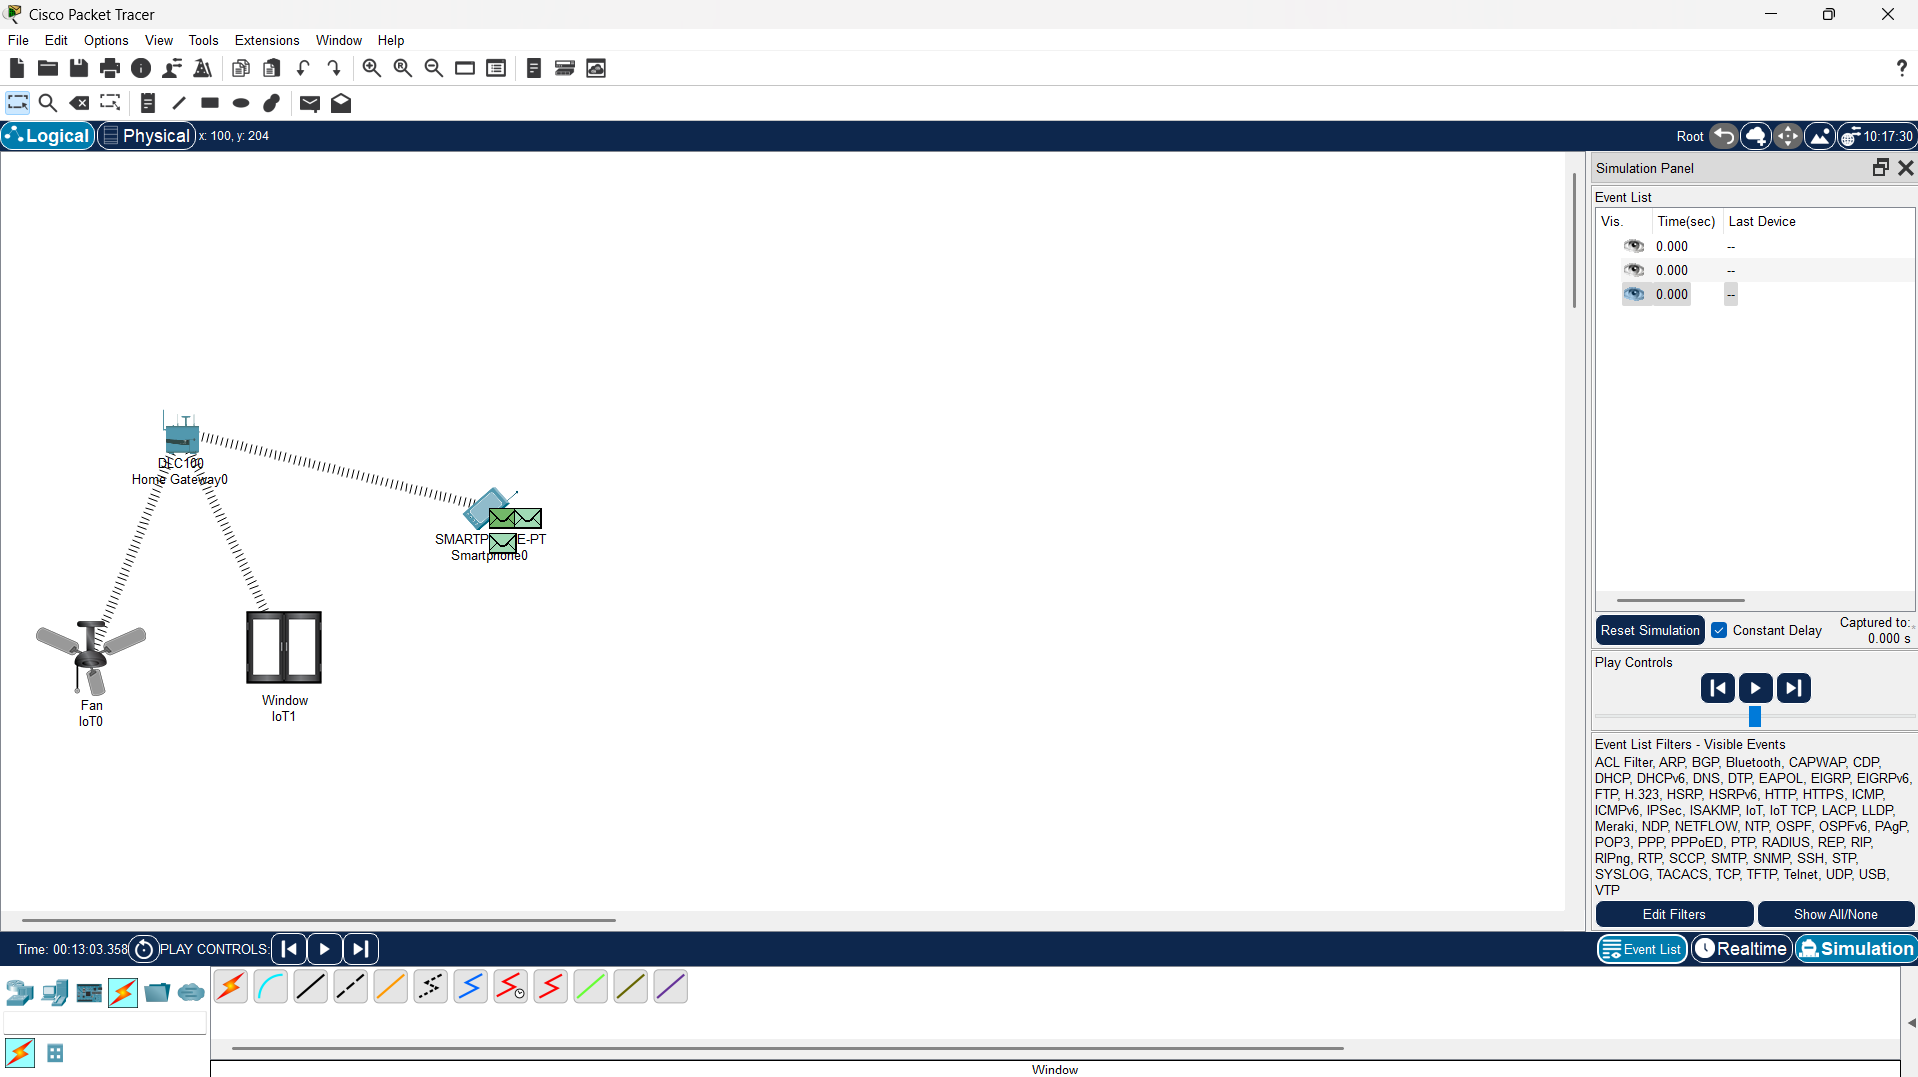 Cisco Packet Tracer
File Edit Options View Tools Extensions Window Help
?
Logical Physical x: 100, y: 204 Root 10:17:30
Simulation Panel
Event List
Vis. Time(sec) Last Device
0.000 --
0.000 --
0.000 --
DLC100
Home Gateway0
SMARTP E-PT
Smartphone0
Fan
IoT0
Window
IoT1
Reset Simulation Constant Delay Captured to:
0.000 s
Play Controls
Event List Filters - Visible Events
ACL Filter, ARP, BGP, Bluetooth, CAPWAP, CDP,
DHCP, DHCPv6, DNS, DTP, EAPOL, EIGRP, EIGRPv6,
FTP, H.323, HSRP, HSRPv6, HTTP, HTTPS, ICMP,
ICMPv6, IPSec, ISAKMP, IoT, IoT TCP, LACP, LLDP,
Meraki, NDP, NETFLOW, NTP, OSPF, OSPFv6, PAgP,
POP3, PPP, PPPoED, PTP, RADIUS, REP, RIP,
RIPng, RTP, SCCP, SMTP, SNMP, SSH, STP,
SYSLOG, TACACS, TCP, TFTP, Telnet, UDP, USB,
VTP
Edit Filters Show All/None
Time: 00:13:03.358 PLAY CONTROLS: Event List Realtime Simulation
Window